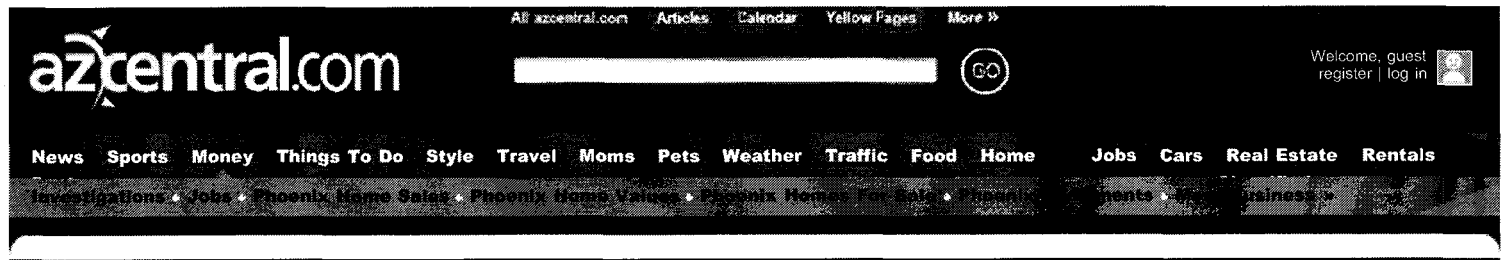 All azcentral.com Articles Calendar Yellow Pages More »
azcentral.com
GO
Welcome, guest
register | log in
News Sports Money Things To Do Style Travel Moms Pets Weather Traffic Food Home Jobs Cars Real Estate Rentals
Investigations • Jobs • Phoenix Home Sales • Phoenix Home Values • Phoenix Homes For Sale • Phoenix